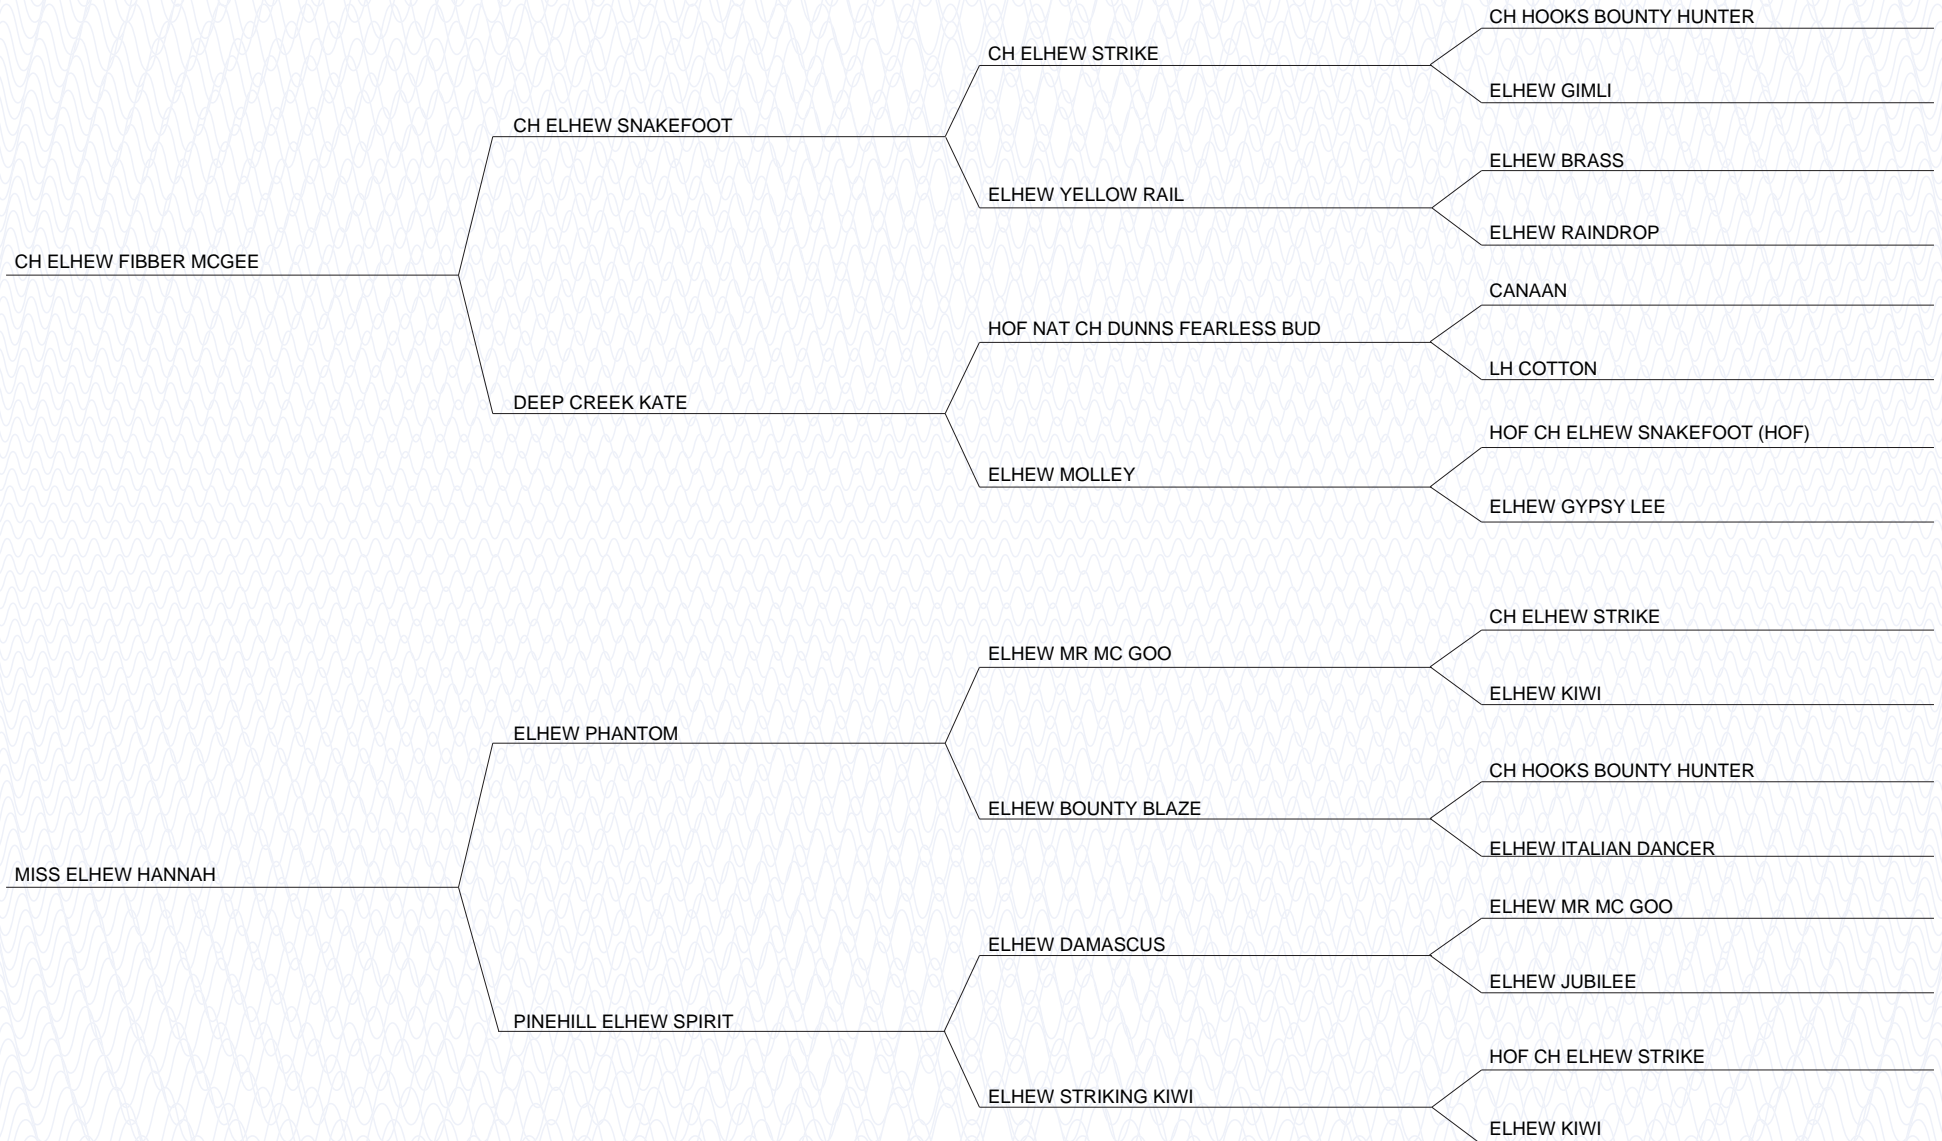 CH HOOKS BOUNTY HUNTER
CH ELHEW STRIKE
ELHEW GIMLI
CH ELHEW SNAKEFOOT
ELHEW BRASS
ELHEW YELLOW RAIL
ELHEW RAINDROP
CH ELHEW FIBBER MCGEE
CANAAN
HOF NAT CH DUNNS FEARLESS BUD
LH COTTON
DEEP CREEK KATE
HOF CH ELHEW SNAKEFOOT (HOF)
ELHEW MOLLEY
ELHEW GYPSY LEE
CH ELHEW STRIKE
ELHEW MR MC GOO
ELHEW KIWI
ELHEW PHANTOM
CH HOOKS BOUNTY HUNTER
ELHEW BOUNTY BLAZE
ELHEW ITALIAN DANCER
MISS ELHEW HANNAH
ELHEW MR MC GOO
ELHEW DAMASCUS
ELHEW JUBILEE
PINEHILL ELHEW SPIRIT
HOF CH ELHEW STRIKE
ELHEW STRIKING KIWI
ELHEW KIWI